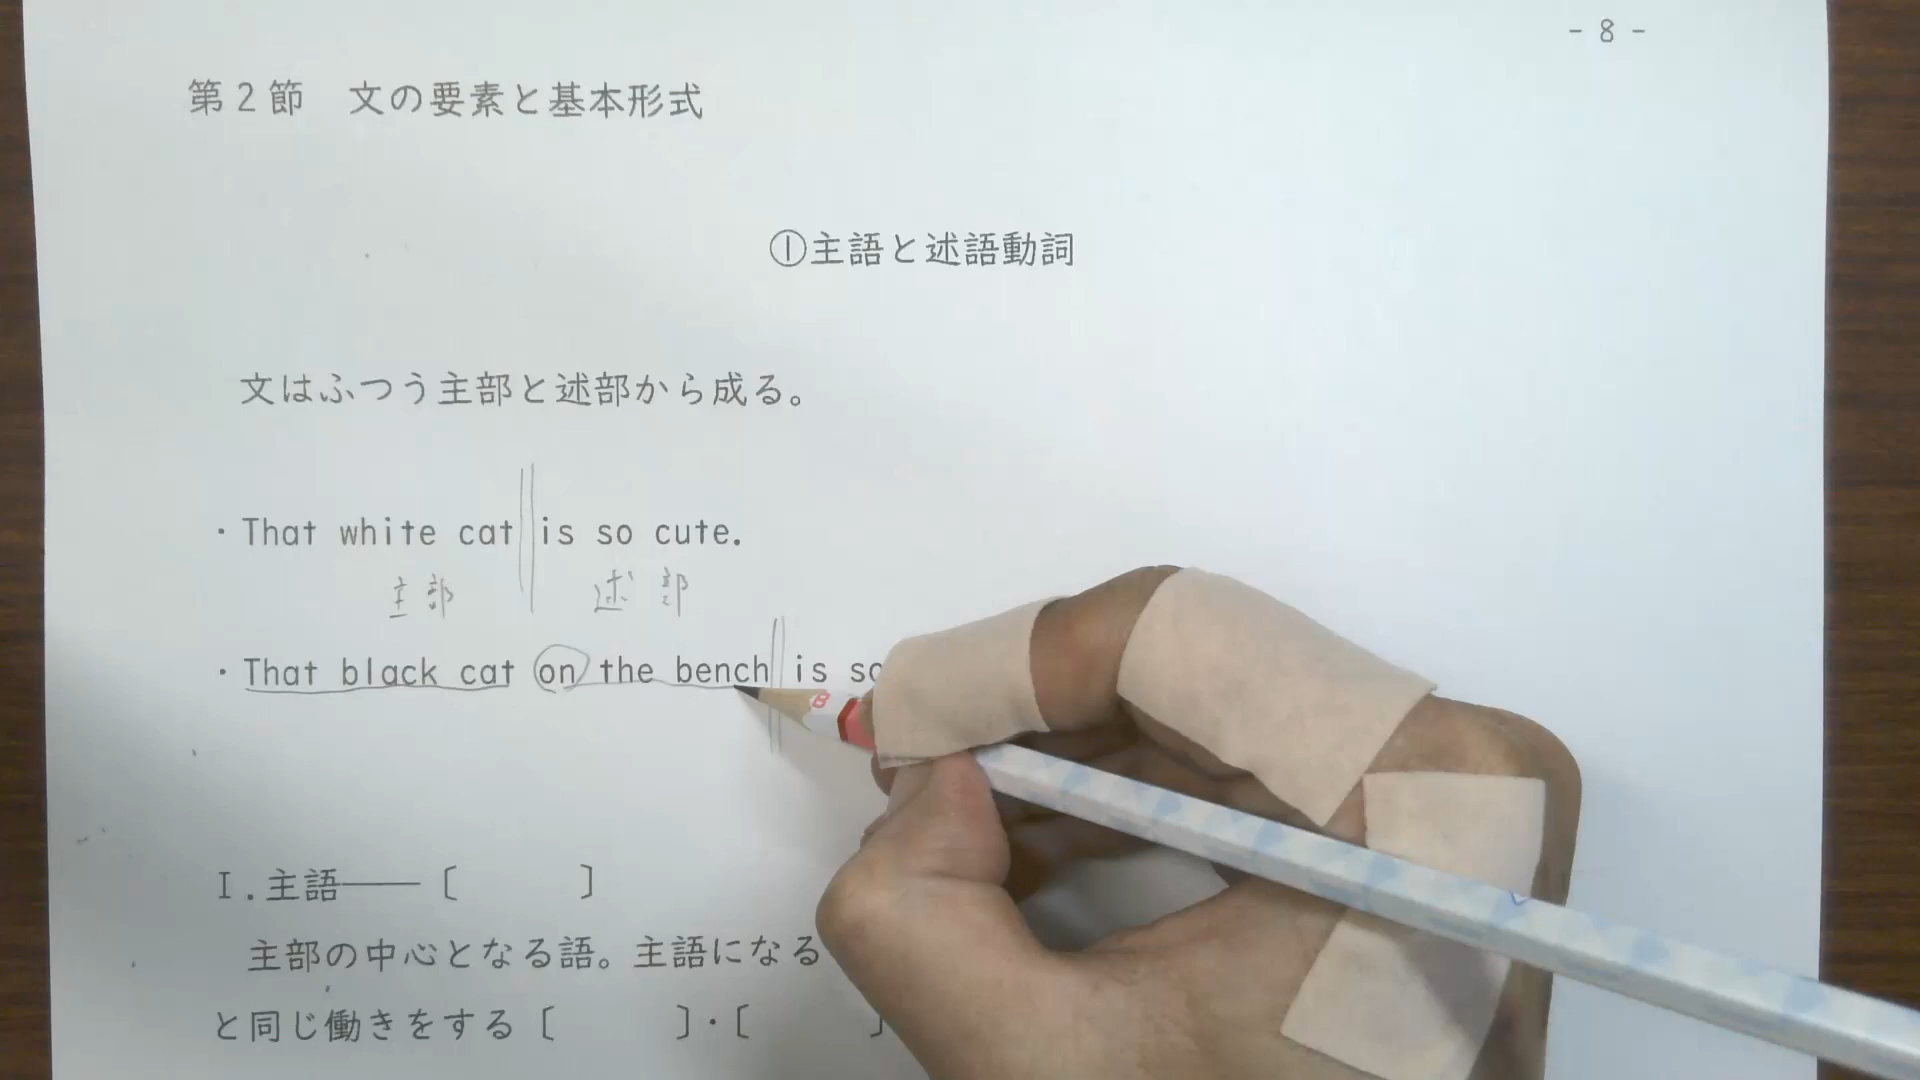 - 8 -
第2節 文の要素と基本形式
①主語と述語動詞
文はふつう主部と述部から成る。
・That white cat is so cute.
主部 述部
・That black cat on the bench is so
B
Ⅰ.主語――〔 〕
主部の中心となる語。主語になる
と同じ働きをする〔 〕・〔 〕